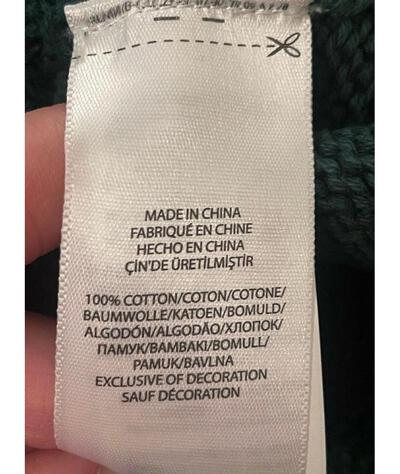 MADE IN CHINA
FABRIQUÉ EN CHINE
HECHO EN CHINA
ÇİN'DE ÜRETİLMİŞTİR
100% COTTON/COTON/COTONE/
BAUMWOLLE/KATOEN/BOMULD/
ALGODÓN/ALGODÃO/ХЛОПОК/
ПАМУК/BAMBAKI/BOMULL/
PAMUK/BAVLNA
EXCLUSIVE OF DECORATION
SAUF DÉCORATION